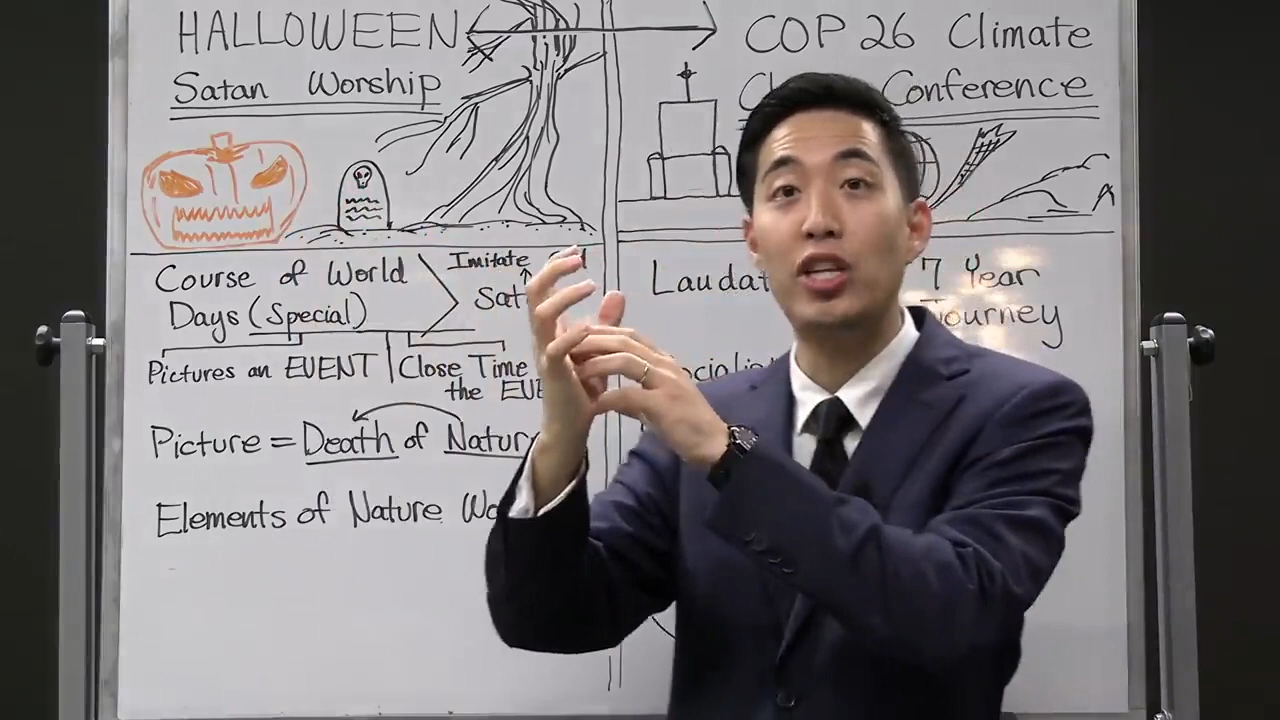 HALLOWEEN
Satan Worship
Course of World
Days (Special)
Imitate
Pictures an EVENT
Close Time
the
Picture = Death of
Elements of Nature
COP 26 Climate
Conference
7 Year
Journey